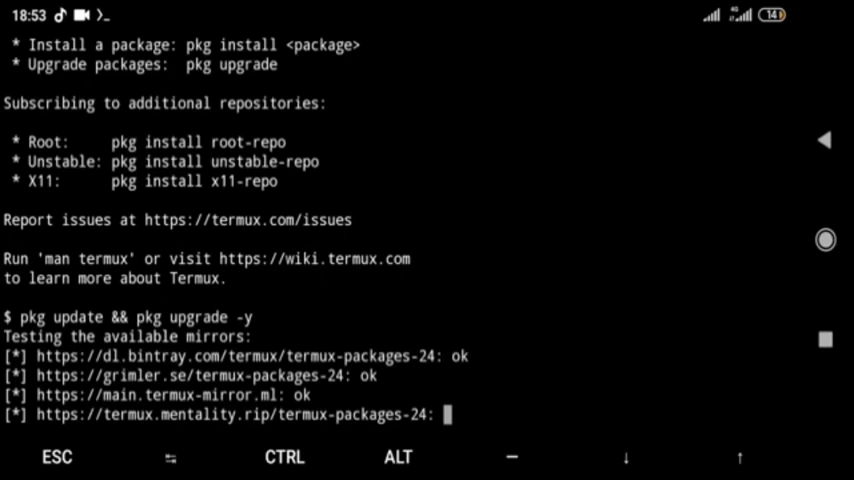 18:53 4G 14
* Install a package: pkg install <package>
* Upgrade packages: pkg upgrade
Subscribing to additional repositories:
* Root: pkg install root-repo
* Unstable: pkg install unstable-repo
* X11: pkg install x11-repo
Report issues at https://termux.com/issues
Run 'man termux' or visit https://wiki.termux.com
to learn more about Termux.
$ pkg update && pkg upgrade -y
Testing the available mirrors:
[*] https://dl.bintray.com/termux/termux-packages-24: ok
[*] https://grimler.se/termux-packages-24: ok
[*] https://main.termux-mirror.ml: ok
[*] https://termux.mentality.rip/termux-packages-24:
ESC ↹ CTRL ALT — ↓ ↑